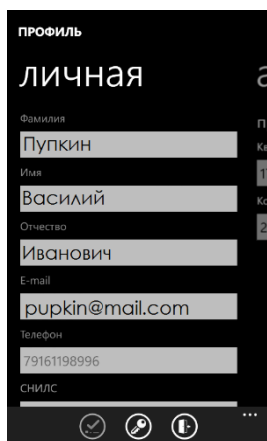 ПРОФИЛЬ
личная
Фамилия
Пупкин
Имя
Василий
Отчество
Иванович
E-mail
pupkin@mail.com
Телефон
79161198996
СНИЛС